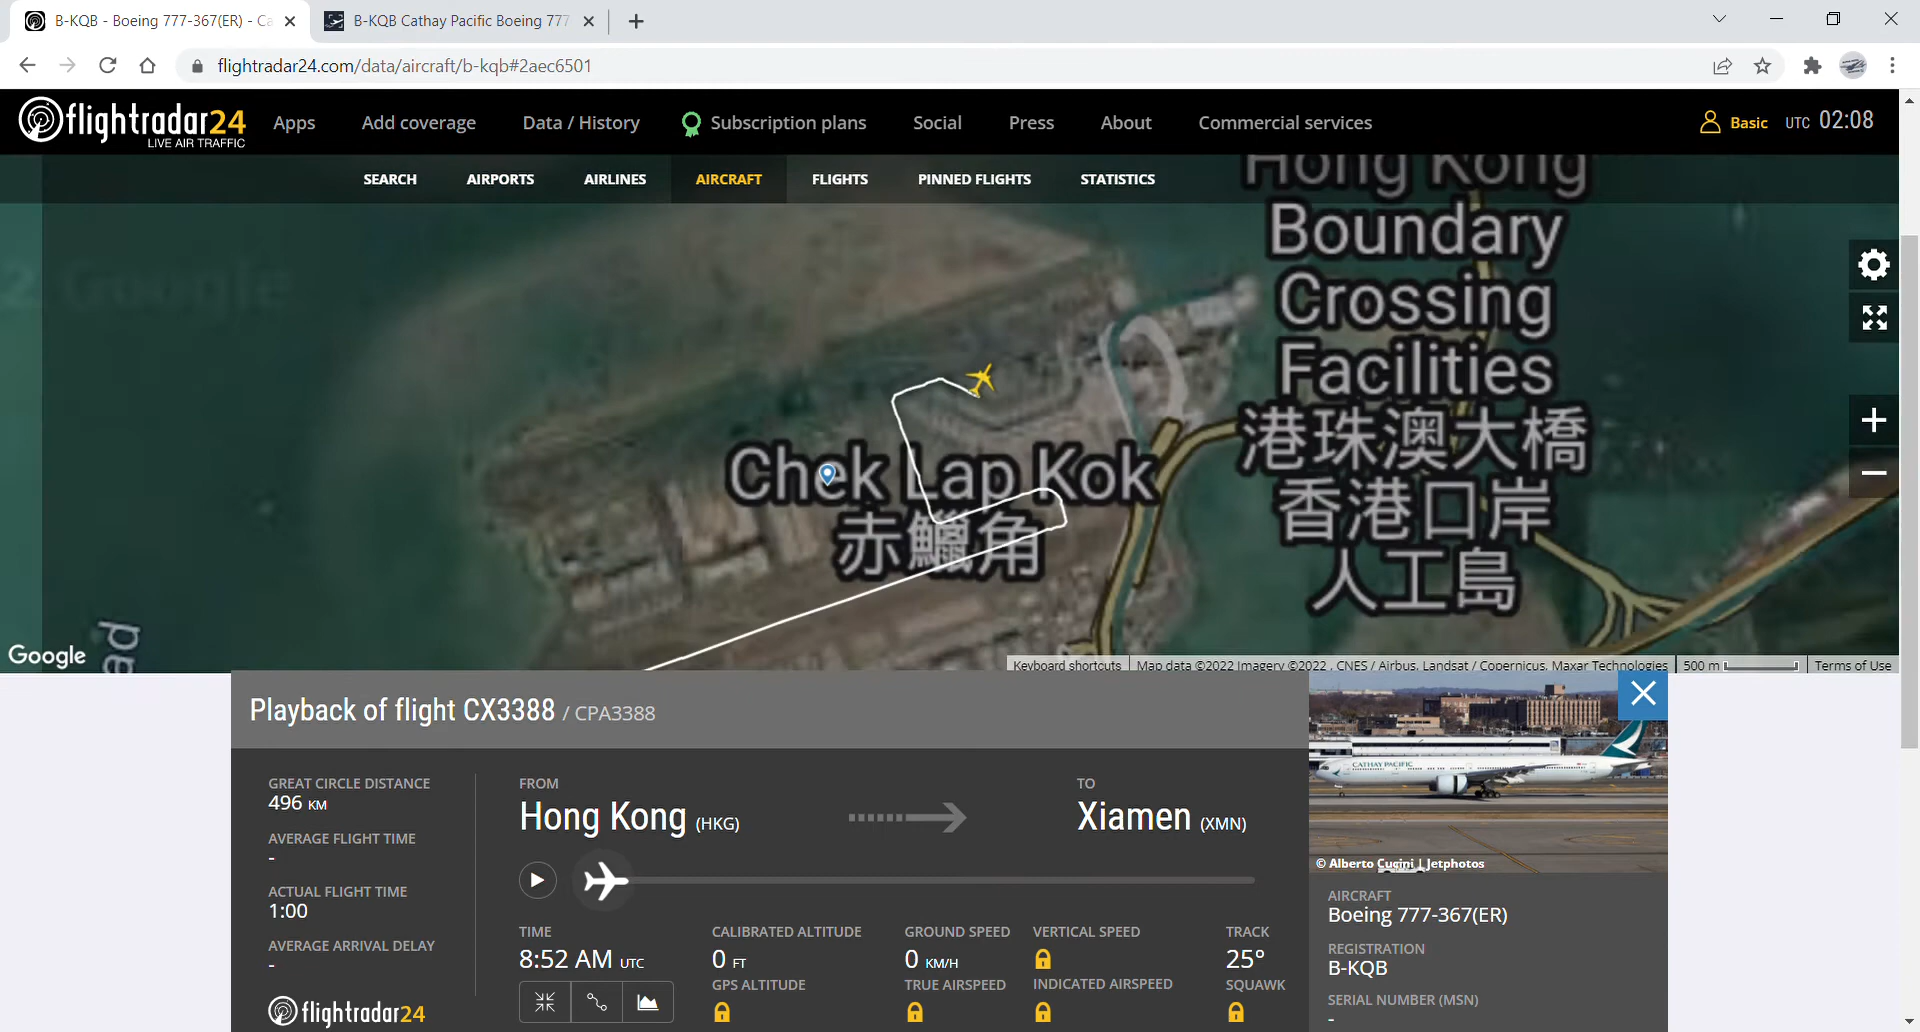 B-KQB - Boeing 777-367(ER) - Ca
B-KQB Cathay Pacific Boeing 777
flightradar24.com/data/aircraft/b-kqb#2aec6501
flightradar24
LIVE AIR TRAFFIC
Apps
Add coverage
Data / History
Subscription plans
Social
Press
About
Commercial services
Basic
UTC 02:08
SEARCH
AIRPORTS
AIRLINES
AIRCRAFT
FLIGHTS
PINNED FLIGHTS
STATISTICS
Hong Kong
Boundary
Crossing
Facilities
港珠澳大橋
香港口岸
人工島
2 Google
Chek Lap Kok
赤鱲角
ad
Google
Keyboard shortcuts
Map data ©2022 Imagery ©2022 , CNES / Airbus, Landsat / Copernicus, Maxar Technologies
500 m
Terms of Use
Playback of flight CX3388 / CPA3388
GREAT CIRCLE DISTANCE
496 KM
AVERAGE FLIGHT TIME
-
ACTUAL FLIGHT TIME
1:00
AVERAGE ARRIVAL DELAY
-
flightradar24
FROM
Hong Kong (HKG)
TO
Xiamen (XMN)
TIME
8:52 AM UTC
CALIBRATED ALTITUDE
0 FT
GPS ALTITUDE
GROUND SPEED
0 KM/H
TRUE AIRSPEED
VERTICAL SPEED
INDICATED AIRSPEED
TRACK
25°
SQUAWK
CATHAY PACIFIC
© Alberto Cugini | Jetphotos
AIRCRAFT
Boeing 777-367(ER)
REGISTRATION
B-KQB
SERIAL NUMBER (MSN)
-